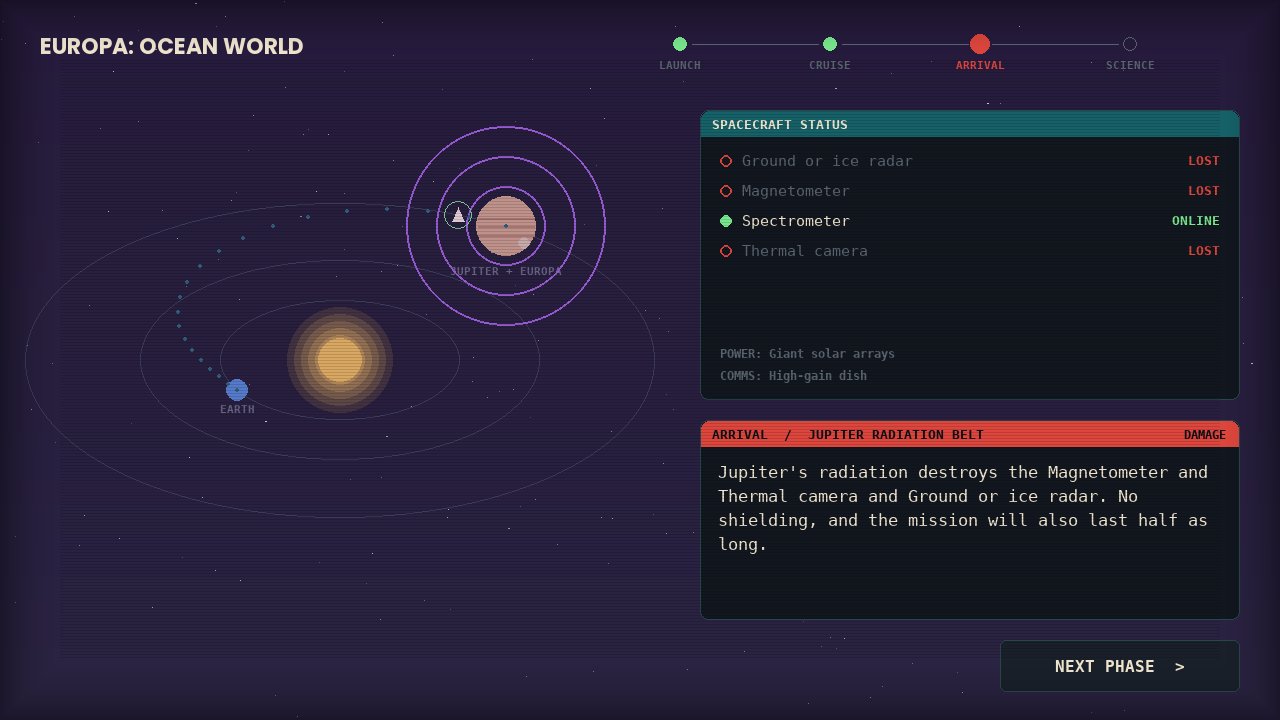 EUROPA: OCEAN WORLD
LAUNCH
CRUISE
ARRIVAL
SCIENCE
SPACECRAFT STATUS
Ground or ice radar LOST
Magnetometer LOST
Spectrometer ONLINE
Thermal camera LOST
POWER: Giant solar arrays
COMMS: High-gain dish
JUPITER + EUROPA
EARTH
ARRIVAL / JUPITER RADIATION BELT DAMAGE
Jupiter's radiation destroys the Magnetometer and
Thermal camera and Ground or ice radar. No
shielding, and the mission will also last half as
long.
NEXT PHASE >